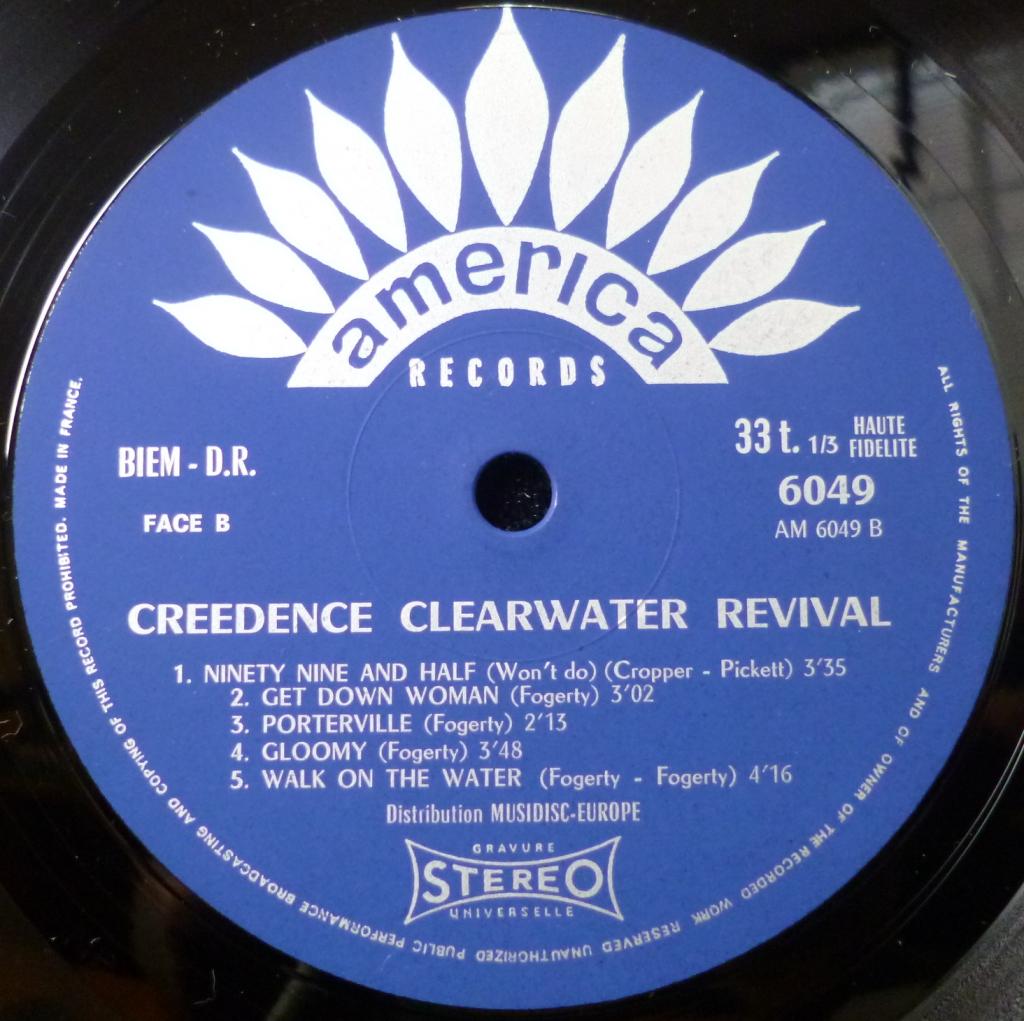 america
RECORDS
BIEM - D.R.
FACE B
33 t. 1/3 HAUTE FIDELITE
6049
AM 6049 B
CREEDENCE CLEARWATER REVIVAL
1. NINETY NINE AND HALF (Won't do) (Cropper - Pickett) 3'35
2. GET DOWN WOMAN (Fogerty) 3'02
3. PORTERVILLE (Fogerty) 2'13
4. GLOOMY (Fogerty) 3'48
5. WALK ON THE WATER (Fogerty - Fogerty) 4'16
Distribution MUSIDISC-EUROPE
GRAVURE
STEREO
UNIVERSELLE
ALL RIGHTS OF THE MANUFACTURERS AND OF OWNER OF THE RECORDED WORK RESERVED UNAUTHORIZED PUBLIC PERFORMANCE BROADCASTING AND COPYING OF THIS RECORD PROHIBITED. MADE IN FRANCE.